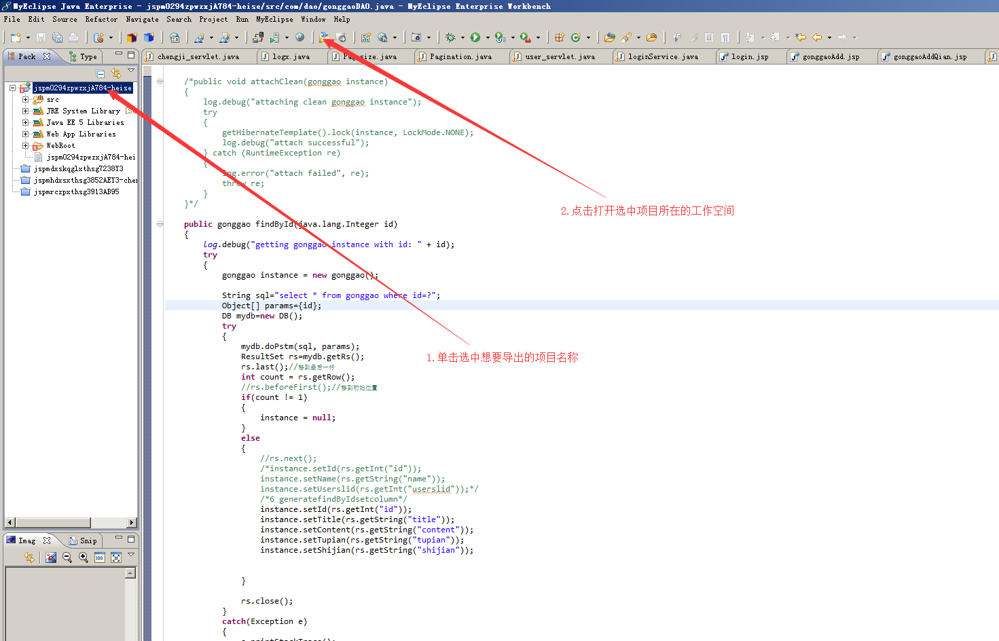 MyEclipse Java Enterprise - jspm0294zpwzxjA784-heise/src/com/dao/gonggaoDAO.java - MyEclipse Enterprise Workbench
File Edit Source Refactor Navigate Search Project Run MyEclipse Window Help
Pack Type
chengji_servlet.java logx.java Pagesize.java Pagination.java user_servlet.java loginService.java login.jsp gonggaoAdd.jsp gonggaoAddQian.jsp
jspm0294zpwzxjA784-heise
src
JRE System Library
Java EE 5 Libraries
Web App Libraries
WebRoot
jspm0294zpwzxjA784-hei
jspmdxskqglxthsg7238Y3
jspmhdxsxthsg3852AEY3-cher
jspmrczpxthsg3913AB95
Imag Snip
/*public void attachClean(gonggao instance)
{
log.debug("attaching clean gonggao instance");
try
{
getHibernateTemplate().lock(instance, LockMode.NONE);
log.debug("attach successful");
} catch (RuntimeException re)
{
log.error("attach failed", re);
throw re;
}
}*/
2.点击打开选中项目所在的工作空间
public gonggao findById(java.lang.Integer id)
{
log.debug("getting gonggao instance with id: " + id);
try
{
gonggao instance = new gonggao();
String sql="select * from gonggao where id=?";
Object[] params={id};
DB mydb=new DB();
try
{
mydb.doPstm(sql, params);
ResultSet rs=mydb.getRs();
1.单击选中想要导出的项目名称
rs.last();//移到最后一行
int count = rs.getRow();
//rs.beforeFirst();//移到初始位置
if(count != 1)
{
instance = null;
}
else
{
//rs.next();
/*instance.setId(rs.getInt("id"));
instance.setName(rs.getString("name"));
instance.setUserslid(rs.getInt("userslid"));*/
/*6 generatefindByIdsetcolumn*/
instance.setId(rs.getInt("id"));
instance.setTitle(rs.getString("title"));
instance.setContent(rs.getString("content"));
instance.setTupian(rs.getString("tupian"));
instance.setShijian(rs.getString("shijian"));
}
rs.close();
}
catch(Exception e)
{